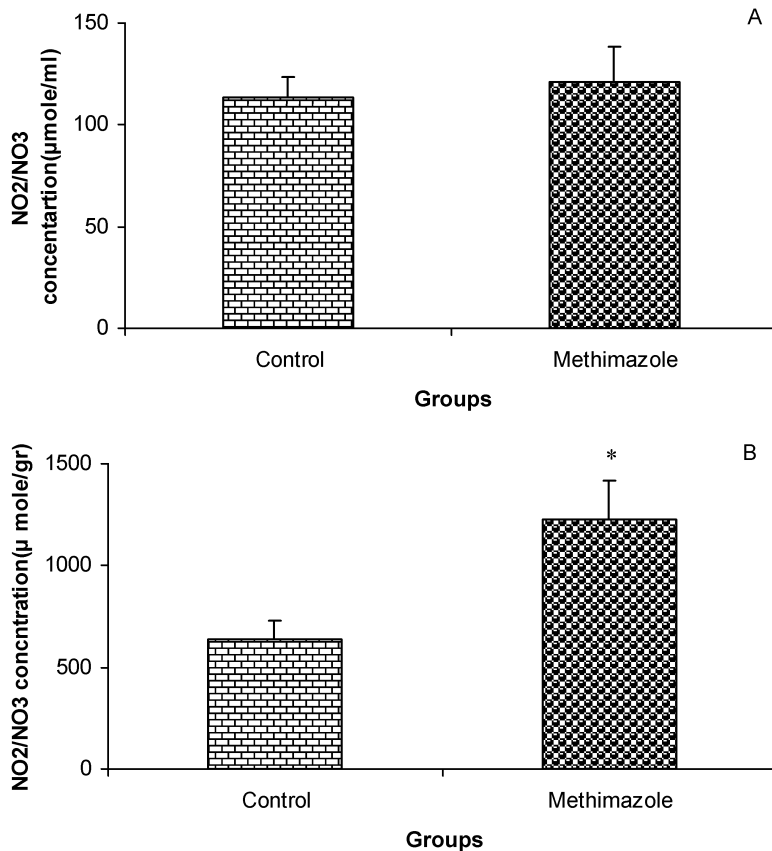 A
150
100
50
0
NO2/NO3
concentartion(µmole/ml)
Control Methimazole
Groups
B
*
1500
1000
500
0
NO2/NO3 concntration(µ mole/gr)
Control Methimazole
Groups